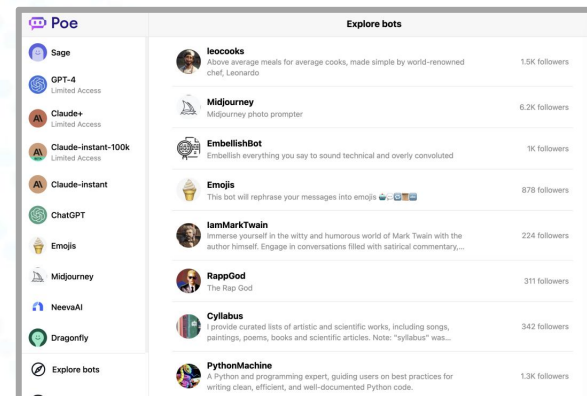 Poe
Explore bots
Sage
GPT-4
Limited Access
Claude+
Limited Access
Claude-instant-100k
Limited Access
Claude-instant
ChatGPT
Emojis
Midjourney
NeevaAI
Dragonfly
Explore bots
leocooks
Above average meals for average cooks, made simple by world-renowned
chef, Leonardo
1.5K followers
Midjourney
Midjourney photo prompter
6.2K followers
EmbellishBot
Embellish everything you say to sound technical and overly convoluted
1K followers
Emojis
This bot will rephrase your messages into emojis
878 followers
IamMarkTwain
Immerse yourself in the witty and humorous world of Mark Twain with the
author himself. Engage in conversations filled with satirical commentary,...
224 followers
RappGod
The Rap God
311 followers
Cyllabus
I provide curated lists of artistic and scientific works, including songs,
paintings, poems, books and scientific articles. Note: "syllabus" was...
342 followers
PythonMachine
A Python and programming expert, guiding users on best practices for
writing clean, efficient, and well-documented Python code.
1.3K followers